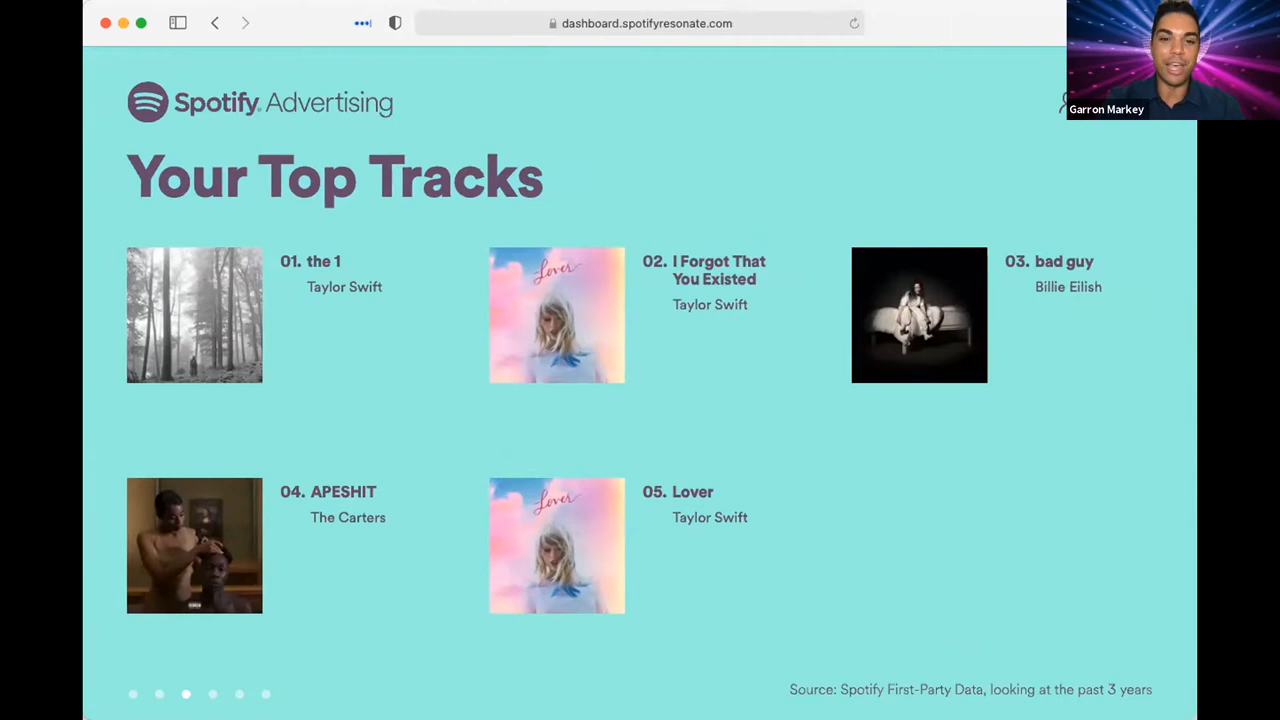 dashboard.spotifyresonate.com
Garron Markey
Spotify Advertising
Your Top Tracks
01. the 1
Taylor Swift
02. I Forgot That
You Existed
Taylor Swift
03. bad guy
Billie Eilish
04. APESHIT
The Carters
05. Lover
Taylor Swift
Lover
Lover
Source: Spotify First-Party Data, looking at the past 3 years